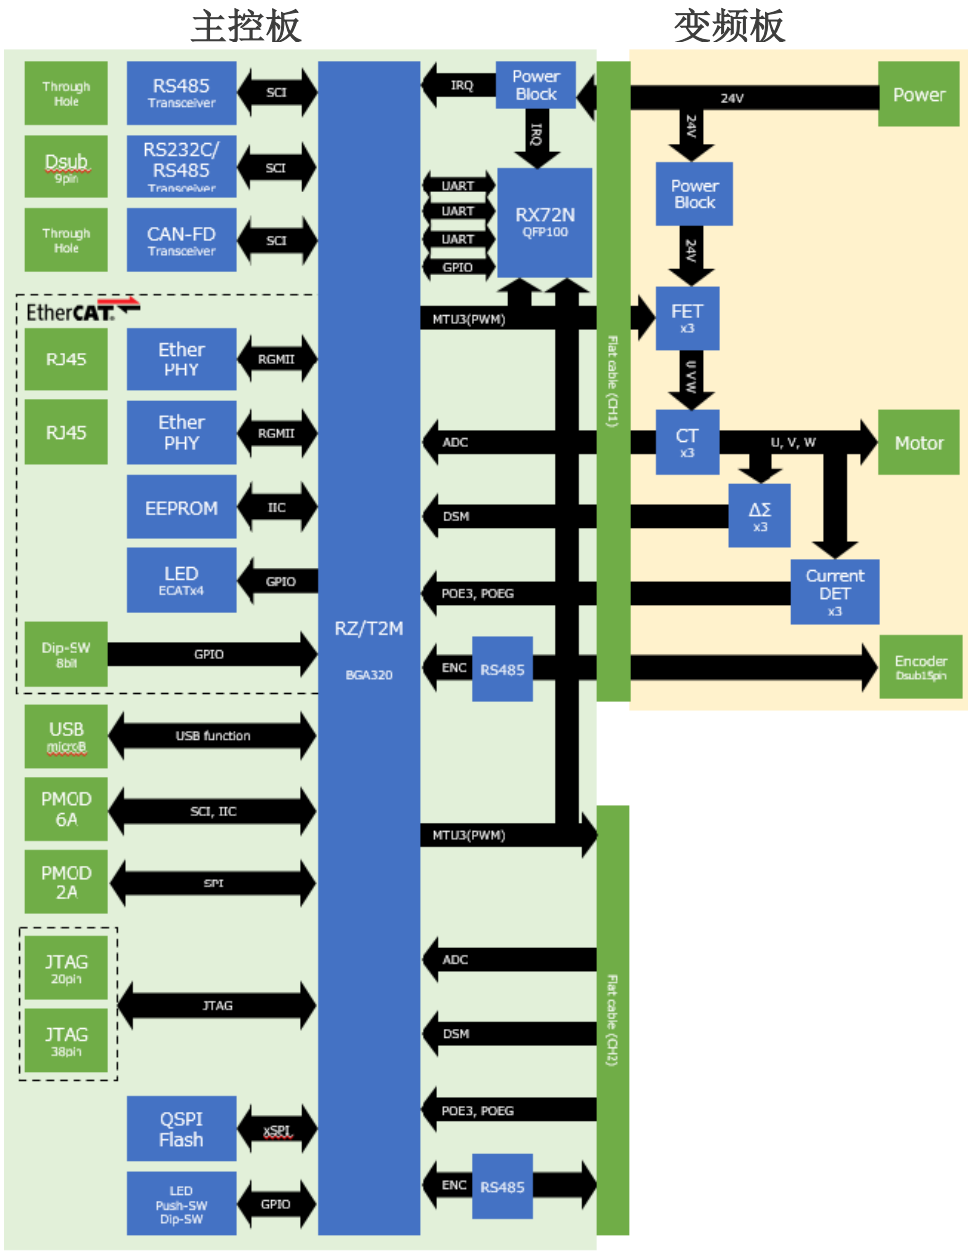 主控板
变频板
Through
Hole
RS485
Transceiver
SCI
IRQ
Power
Block
24V
Power
IRQ
24V
Dsub
9pin
RS232C/
RS485
Transceiver
SCI
UART
UART
UART
GPIO
RX72N
QFP100
Power
Block
Through
Hole
CAN-FD
Transceiver
SCI
24V
EtherCAT
MTU3(PWM)
FET
x3
RJ45
Ether
PHY
RGMII
Flat cable (CH1)
U V W
RJ45
Ether
PHY
RGMII
ADC
CT
x3
U, V, W
Motor
EEPROM
IIC
DSM
ΔΣ
x3
LED
ECATx4
GPIO
POE3, POEG
Current
DET
x3
RZ/T2M
BGA320
Dip-SW
8bit
GPIO
ENC
RS485
Encoder
Dsub15pin
USB
microB
USB function
PMOD
6A
SCI, IIC
MTU3(PWM)
PMOD
2A
SPI
JTAG
20pin
JTAG
38pin
JTAG
ADC
Flat cable (CH2)
DSM
QSPI
Flash
xSPI
POE3, POEG
LED
Push-SW
Dip-SW
GPIO
ENC
RS485